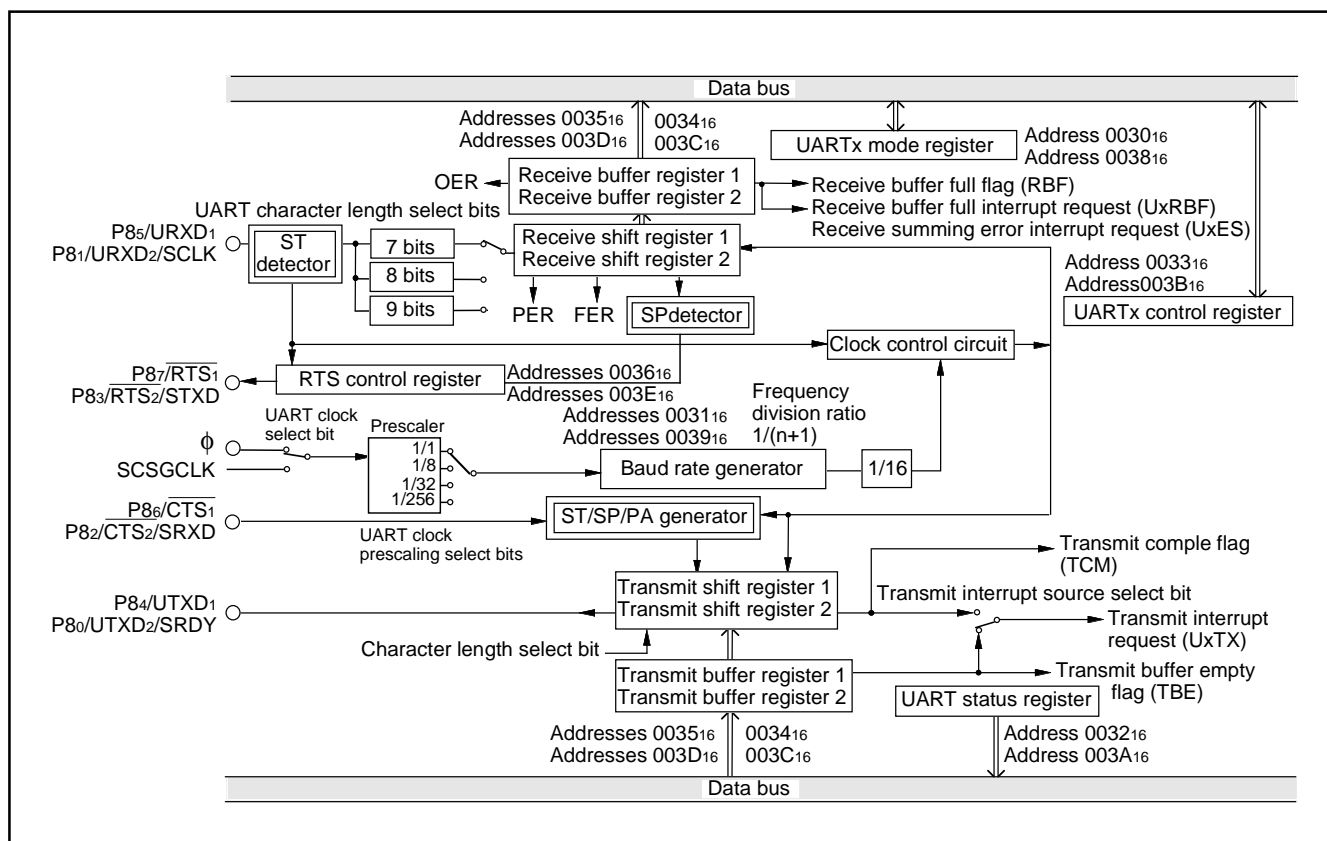 Data bus
Addresses 003516
Addresses 003D16
003416
003C16
UARTx mode register
Address 003016
Address 003816
OER
Receive buffer register 1
Receive buffer register 2
Receive buffer full flag (RBF)
Receive buffer full interrupt request (UxRBF)
Receive summing error interrupt request (UxES)
UART character length select bits
P85/URXD1
P81/URXD2/SCLK
ST
detector
7 bits
8 bits
9 bits
Receive shift register 1
Receive shift register 2
PER
FER
SPdetector
Address 003316
Address003B16
UARTx control register
Clock control circuit
P87/RTS1
P83/RTS2/STXD
RTS control register
Addresses 003616
Addresses 003E16
UART clock
select bit
Prescaler
Addresses 003116
Addresses 003916
Frequency
division ratio
1/(n+1)
ϕ
SCSGCLK
1/1
1/8
1/32
1/256
Baud rate generator
1/16
P86/CTS1
P82/CTS2/SRXD
UART clock
prescaling select bits
ST/SP/PA generator
Transmit comple flag
(TCM)
P84/UTXD1
P80/UTXD2/SRDY
Transmit shift register 1
Transmit shift register 2
Transmit interrupt source select bit
Transmit interrupt
request (UxTX)
Character length select bit
Transmit buffer register 1
Transmit buffer register 2
Transmit buffer empty
flag (TBE)
UART status register
Addresses 003516
Addresses 003D16
003416
003C16
Address 003216
Address 003A16
Data bus